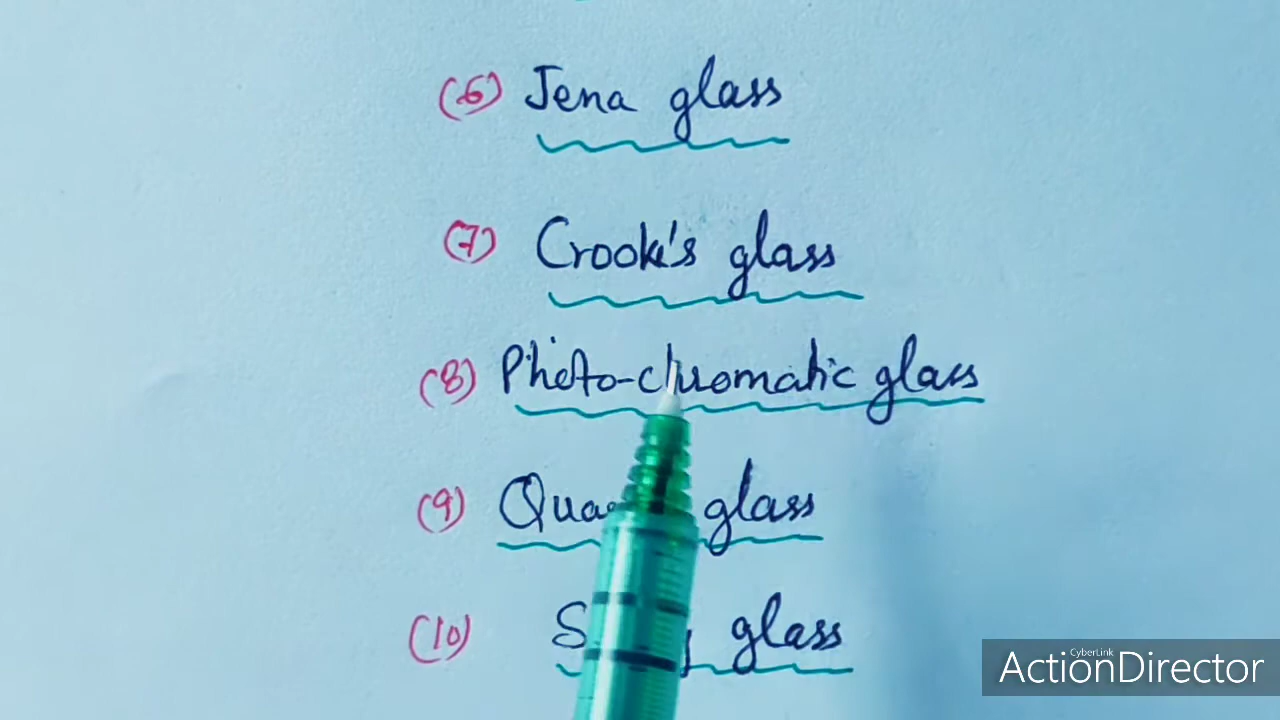 (6) Jena glass
(7) Crook's glass
(8) Photo-chromatic glass
(9) glass
(10) glass
CyberLink
ActionDirector